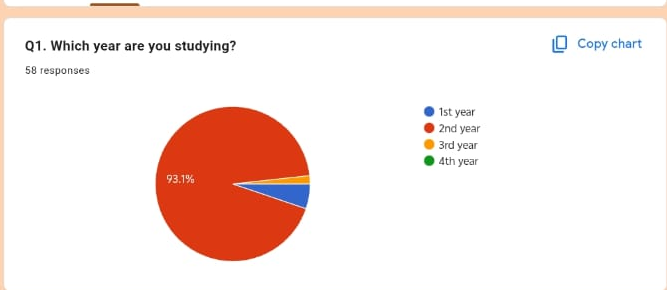 Q1. Which year are you studying?
Copy chart
58 responses
1st year
2nd year
3rd year
4th year
93.1%